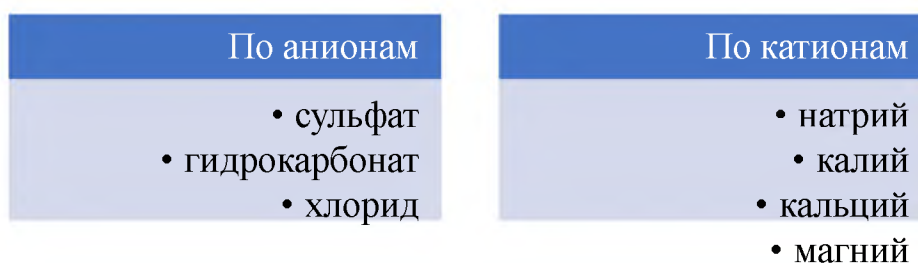 По анионам
• сульфат
• гидрокарбонат
• хлорид
По катионам
• натрий
• калий
• кальций
• магний